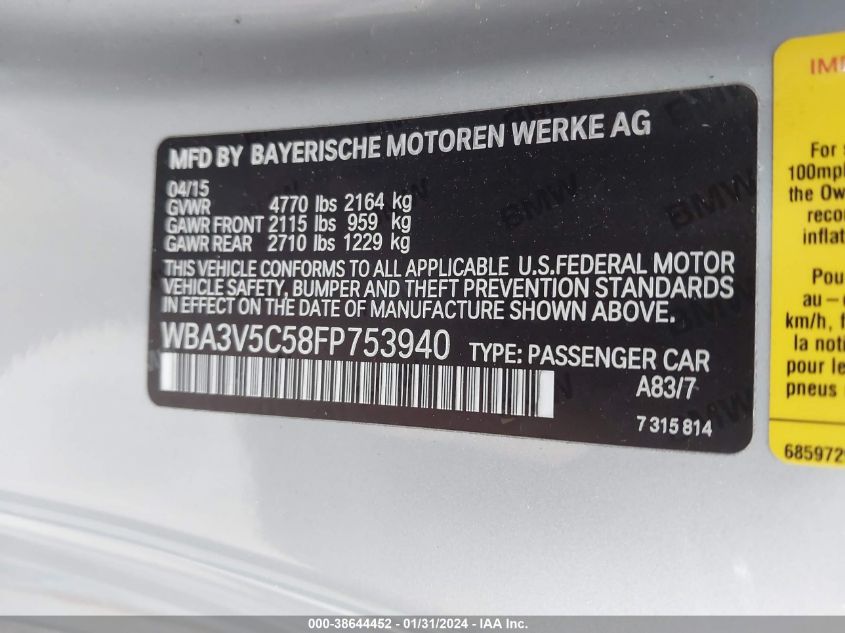 MFD BY BAYERISCHE MOTOREN WERKE AG
04/15
GVWR 4770 lbs 2164 kg
GAWR FRONT 2115 lbs 959 kg
GAWR REAR 2710 lbs 1229 kg
THIS VEHICLE CONFORMS TO ALL APPLICABLE U.S.FEDERAL MOTOR
VEHICLE SAFETY, BUMPER AND THEFT PREVENTION STANDARDS
IN EFFECT ON THE DATE OF MANUFACTURE SHOWN ABOVE.
WBA3V5C58FP753940 TYPE: PASSENGER CAR
A83/7
7 315 814
BMW
For
100mpl
the Ow
reco
inflat
Pou
au -
km/h,
la notic
pour le
pneus
685972
000-38644452 - 01/31/2024 - IAA Inc.